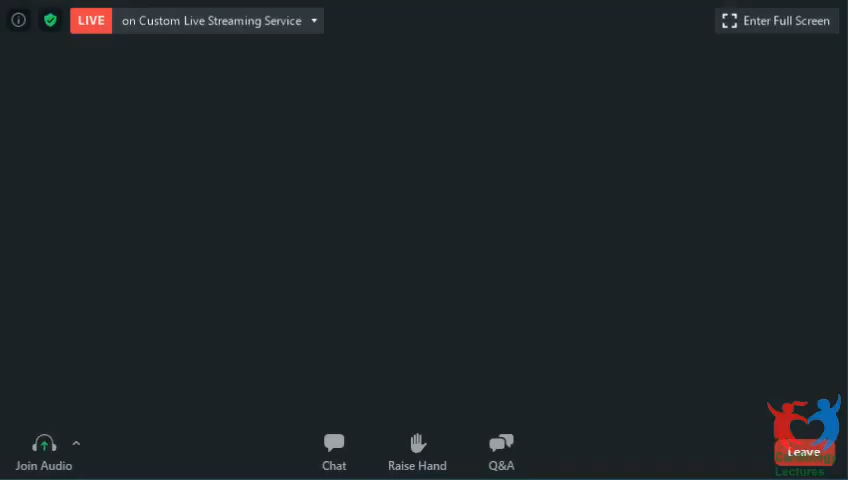 LIVE on Custom Live Streaming Service
Enter Full Screen
Join Audio
Chat
Raise Hand
Q&A
Leave
Lectures